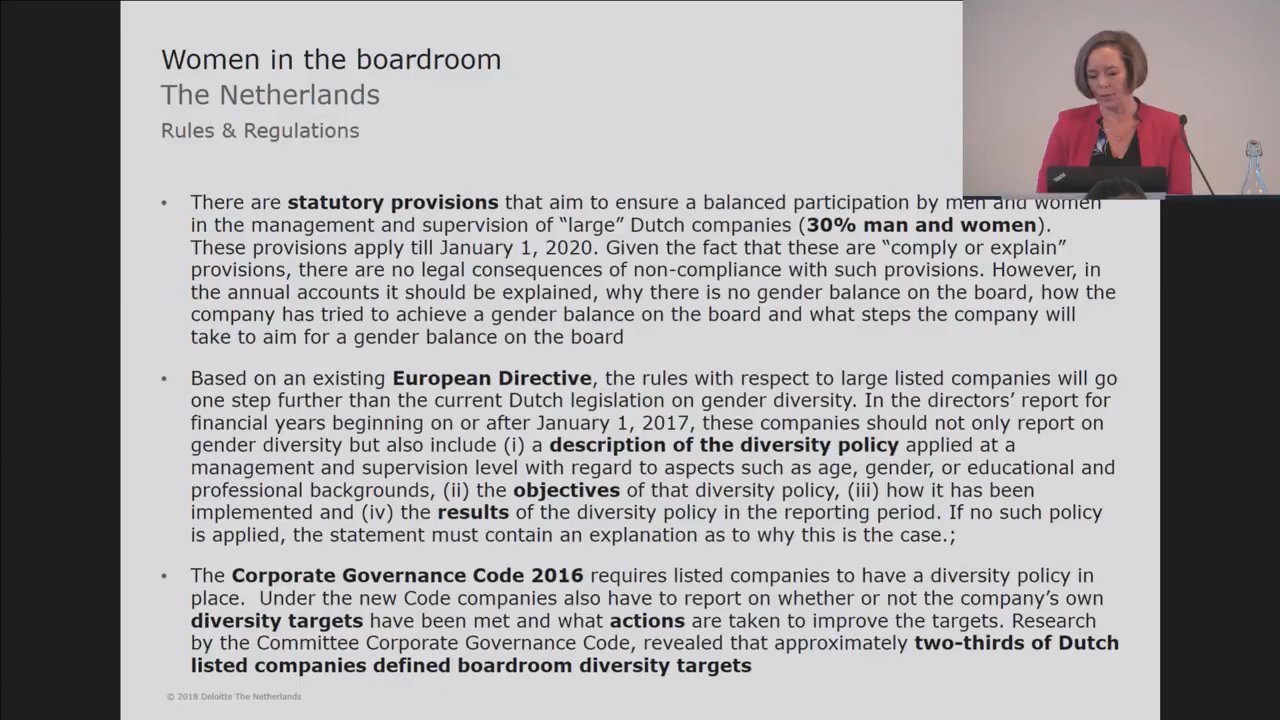 Women in the boardroom
The Netherlands
Rules & Regulations
• There are statutory provisions that aim to ensure a balanced participation by men and women
in the management and supervision of “large” Dutch companies (30% man and women).
These provisions apply till January 1, 2020. Given the fact that these are “comply or explain”
provisions, there are no legal consequences of non-compliance with such provisions. However, in
the annual accounts it should be explained, why there is no gender balance on the board, how the
company has tried to achieve a gender balance on the board and what steps the company will
take to aim for a gender balance on the board
• Based on an existing European Directive, the rules with respect to large listed companies will go
one step further than the current Dutch legislation on gender diversity. In the directors’ report for
financial years beginning on or after January 1, 2017, these companies should not only report on
gender diversity but also include (i) a description of the diversity policy applied at a
management and supervision level with regard to aspects such as age, gender, or educational and
professional backgrounds, (ii) the objectives of that diversity policy, (iii) how it has been
implemented and (iv) the results of the diversity policy in the reporting period. If no such policy
is applied, the statement must contain an explanation as to why this is the case.;
• The Corporate Governance Code 2016 requires listed companies to have a diversity policy in
place.  Under the new Code companies also have to report on whether or not the company’s own
diversity targets have been met and what actions are taken to improve the targets. Research
by the Committee Corporate Governance Code, revealed that approximately two-thirds of Dutch
listed companies defined boardroom diversity targets
© 2018 Deloitte The Netherlands